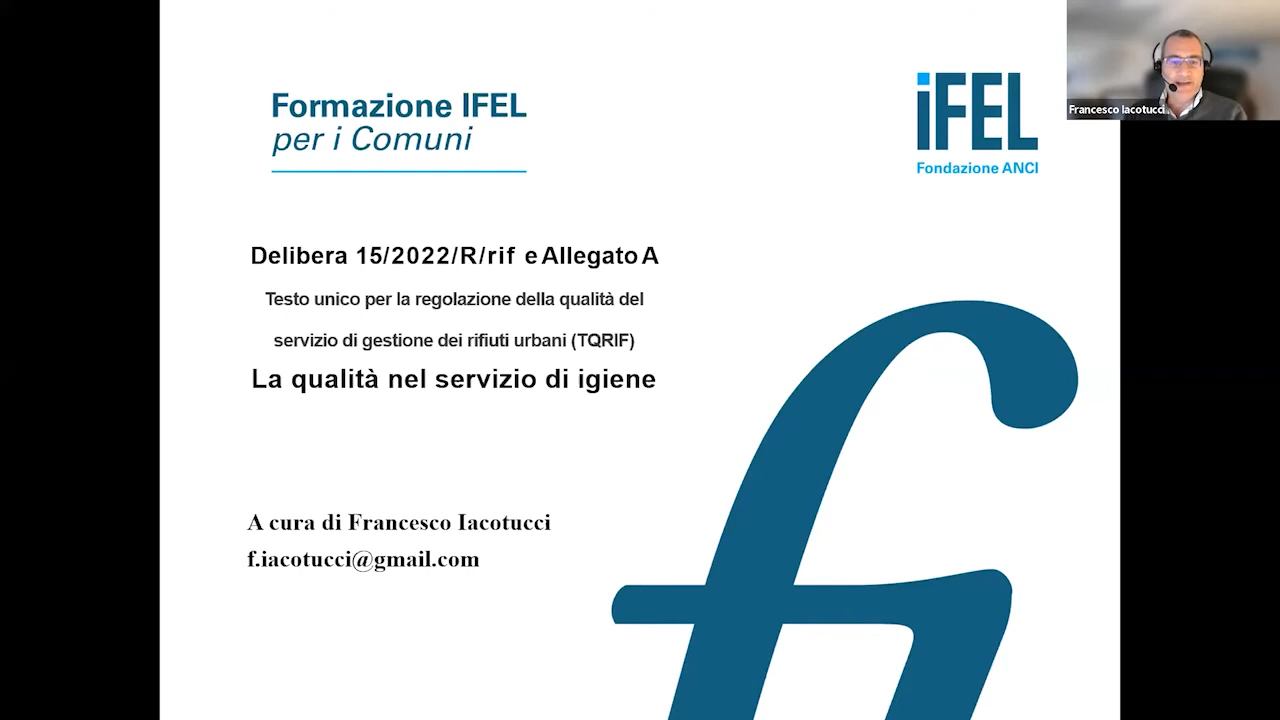 Formazione IFEL
per i Comuni
iFEL
Fondazione ANCI
Francesco Iacotucci
Delibera 15/2022/R/rif e Allegato A
Testo unico per la regolazione della qualità del
servizio di gestione dei rifiuti urbani (TQRIF)
La qualità nel servizio di igiene
A cura di Francesco Iacotucci
f.iacotucci@gmail.com